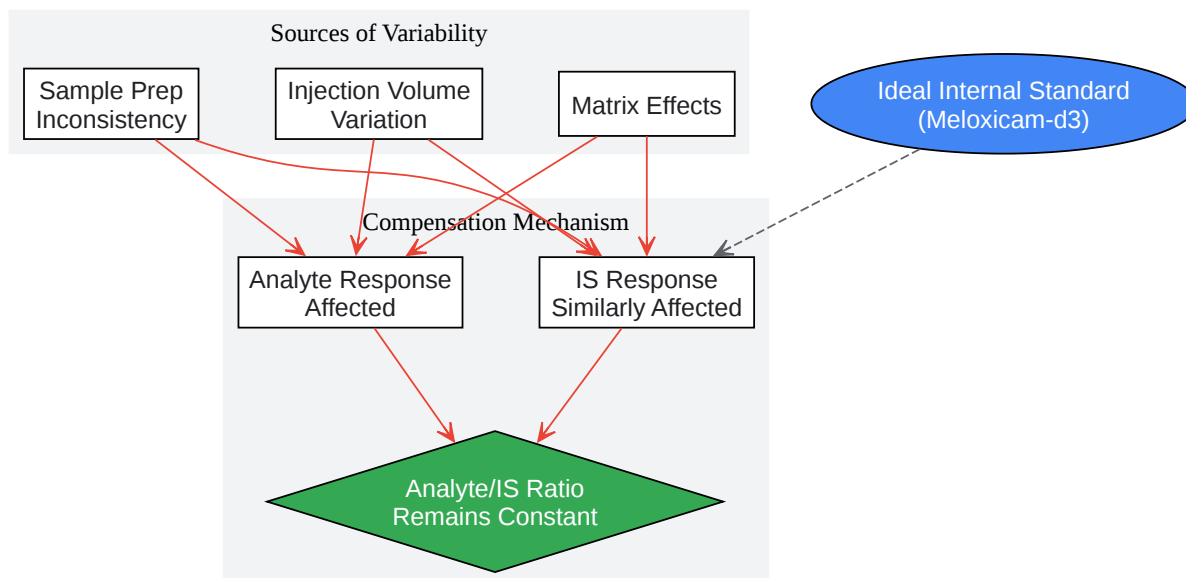 Sources of Variability
Sample Prep
Inconsistency
Injection Volume
Variation
Matrix Effects
Ideal Internal Standard
(Meloxicam-d3)
Compensation Mechanism
Analyte Response
Affected
IS Response
Similarly Affected
Analyte/IS Ratio
Remains Constant